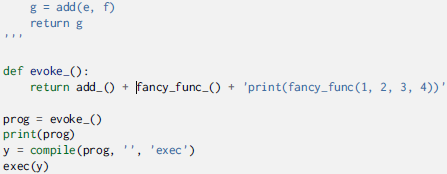 g = add(e, f)
    return g
'''

def evoke_():
    return add_() + fancy_func_() + 'print(fancy_func(1, 2, 3, 4))'

prog = evoke_()
print(prog)
y = compile(prog, '', 'exec')
exec(y)